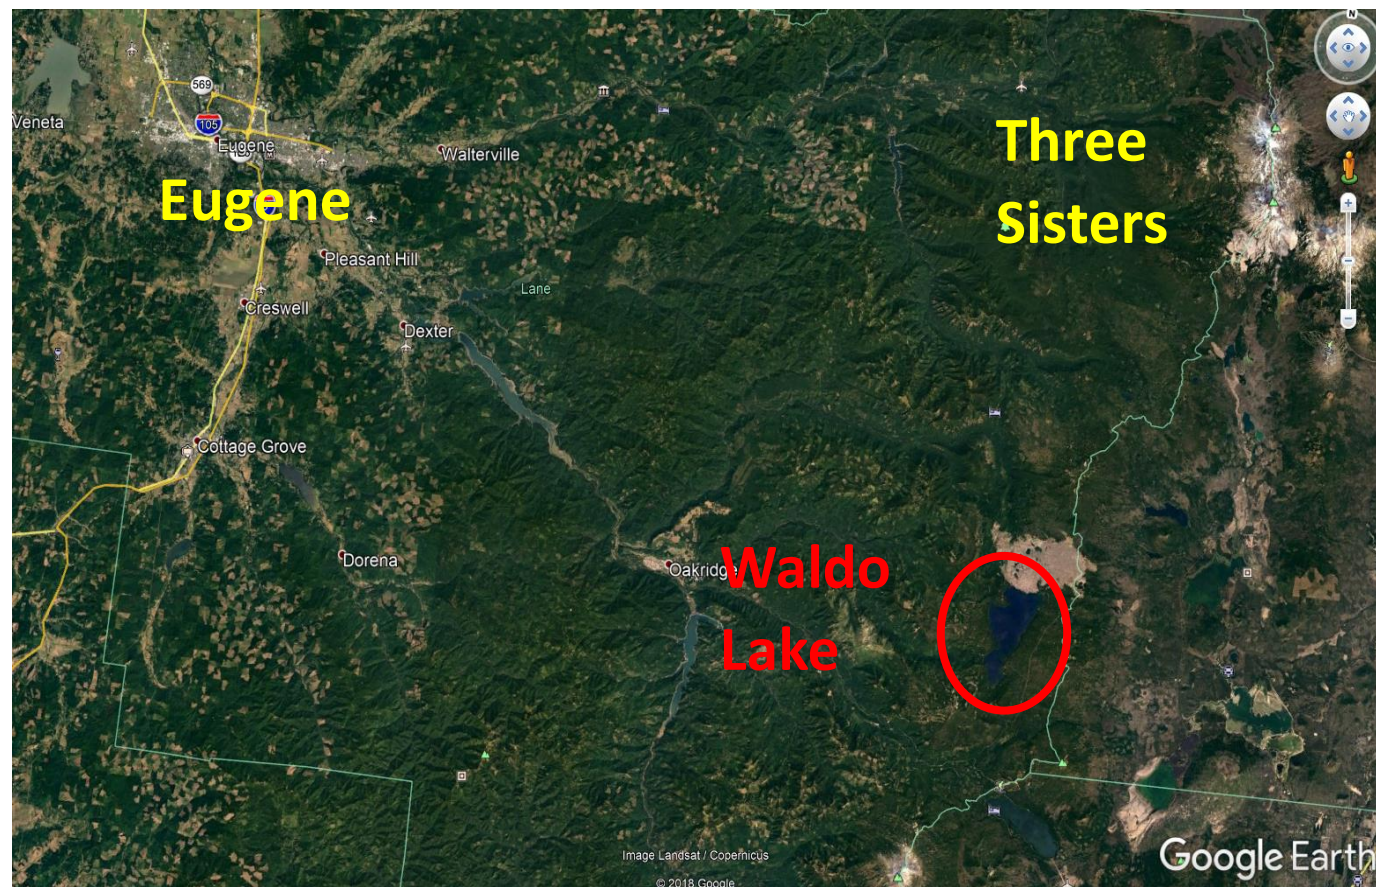 N
569
Veneta
105
Eugene
Walterville
Three
Sisters
Eugene
Pleasant Hill
Lane
Creswell
Dexter
Cottage Grove
Dorena
Oakridge
Waldo
Lake
Image Landsat / Copernicus
© 2018 Google
Google Earth